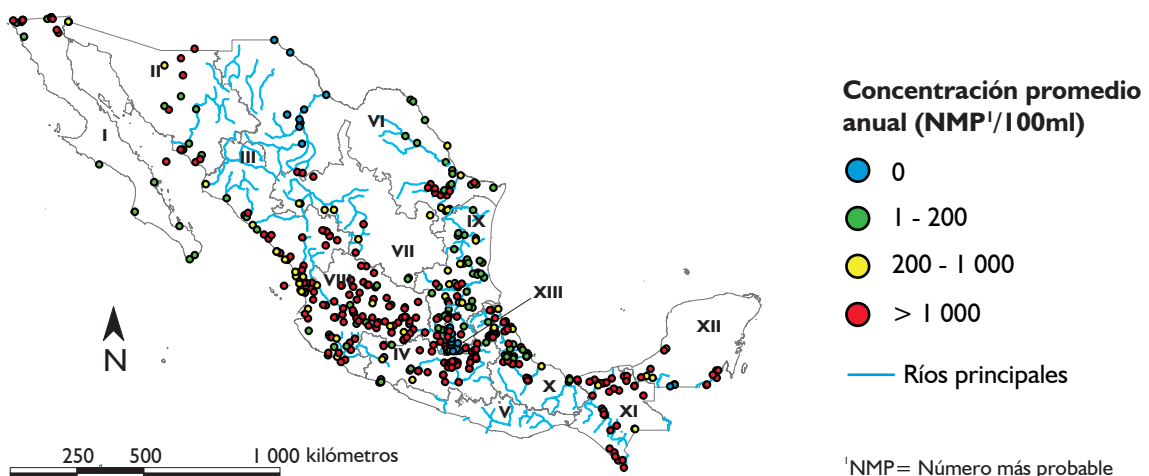 II
I
III
VI
IX
VII
VIII
XIII
IV
V
X
XI
XII
N
250 500 1 000 kilómetros
Concentración promedio
anual (NMP¹/100ml)
0
1 - 200
200 - 1 000
> 1 000
Ríos principales
¹NMP= Número más probable